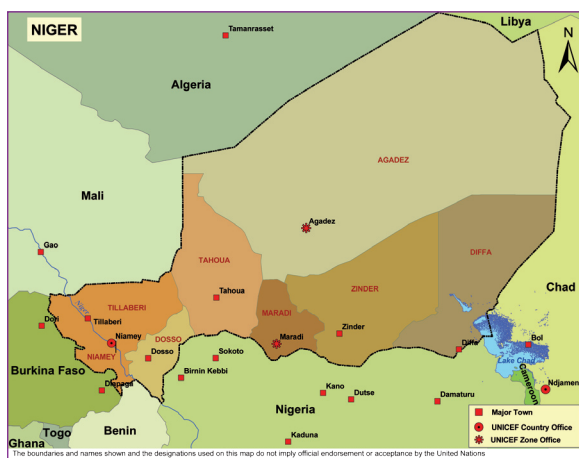 NIGER
Tamanrasset
Libya
N
Algeria
AGADEZ
Mali
Agadez
Gao
DIFFA
TAHOUA
Chad
ZINDER
Tahoua
TILLABERI
MARADI
Niger
Tillaberi
Dori
Zinder
Niamey
DOSSO
Maradi
Bol
Diffa
NIAMEY
Dosso
Sokoto
Lake Chad
Burkina Faso
Birnin Kebbi
Cameroon
Diapaga
Kano
Ndjamena
Dutse
Damaturu
Nigeria
Major Town
Togo
Benin
UNICEF Country Office
Ghana
Kaduna
UNICEF Zone Office
The boundaries and names shown and the designations used on this map do not imply official endorsement or acceptance by the United Nations